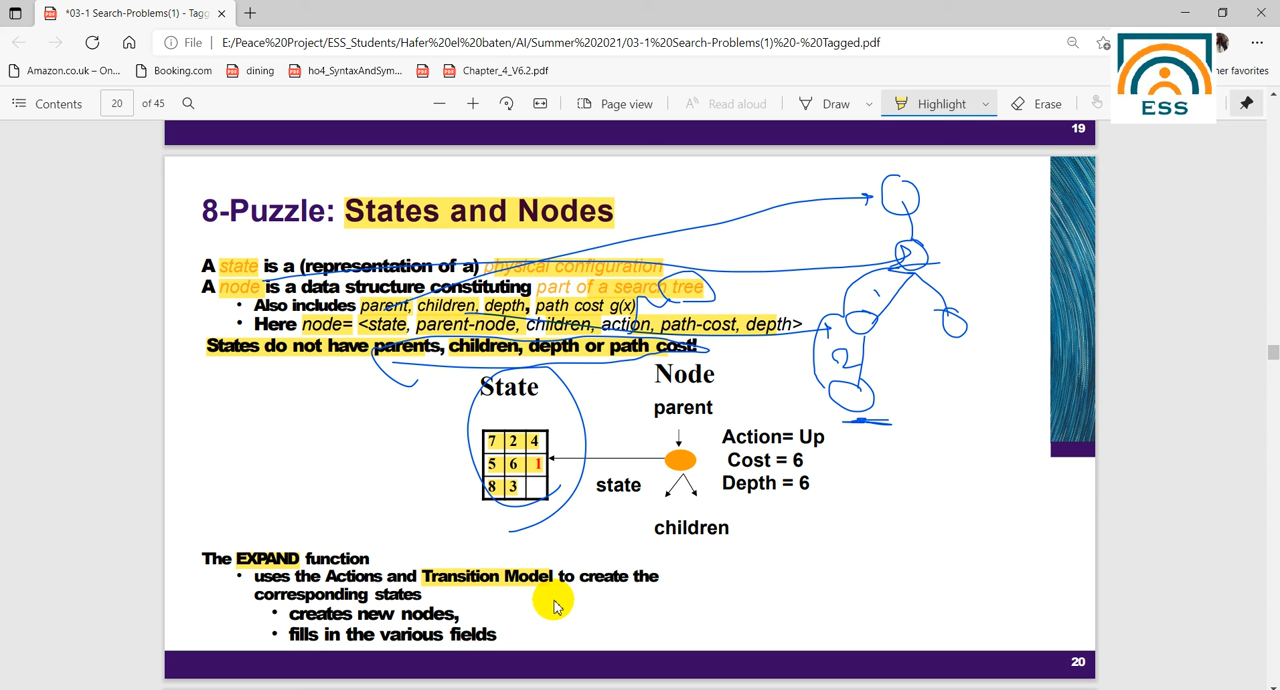 *03-1 Search-Problems(1) - Tagg
File
E:/Peace%20Project/ESS_Students/Hafer%20el%20baten/AI/Summer%202021/03-1%20Search-Problems(1)%20-%20Tagged.pdf
Amazon.co.uk – On...
Booking.com
dining
ho4_SyntaxAndSym...
Chapter_4_V6.2.pdf
her favorites
ESS
Contents
20
of 45
Page view
Read aloud
Draw
Highlight
Erase
19
8-Puzzle: States and Nodes
A state is a (representation of a) physical configuration
A node is a data structure constituting part of a search tree
• Also includes parent, children, depth, path cost g(x)
• Here node= <state, parent-node, children, action, path-cost, depth>
States do not have parents, children, depth or path cost!
State
Node
parent
7 2 4
5 6 1
8 3
Action= Up
Cost = 6
Depth = 6
state
children
The EXPAND function
• uses the Actions and Transition Model to create the
corresponding states
• creates new nodes,
• fills in the various fields
20